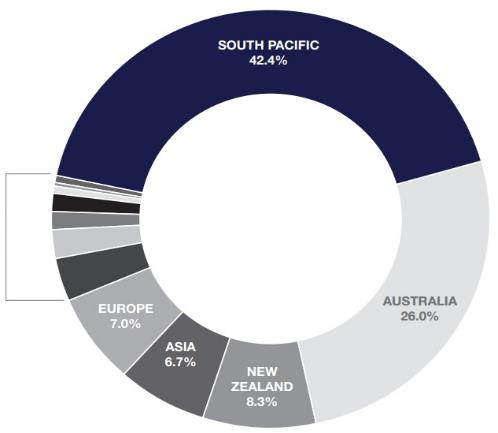 SOUTH PACIFIC
42.4%
AUSTRALIA
26.0%
EUROPE
7.0%
ASIA
6.7%
NEW
ZEALAND
8.3%